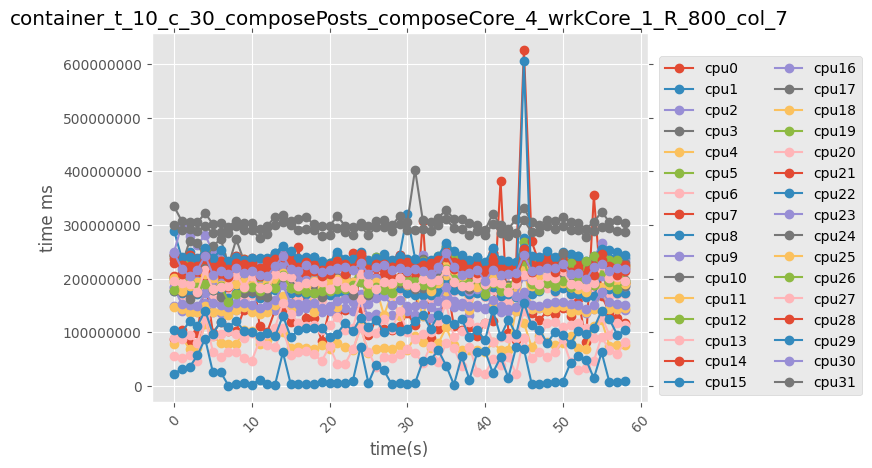 container_t_10_c_30_composePosts_composeCore_4_wrkCore_1_R_800_col_7
time ms
600000000
500000000
400000000
300000000
200000000
100000000
0
0
10
20
30
40
50
60
time(s)
cpu0
cpu1
cpu2
cpu3
cpu4
cpu5
cpu6
cpu7
cpu8
cpu9
cpu10
cpu11
cpu12
cpu13
cpu14
cpu15
cpu16
cpu17
cpu18
cpu19
cpu20
cpu21
cpu22
cpu23
cpu24
cpu25
cpu26
cpu27
cpu28
cpu29
cpu30
cpu31